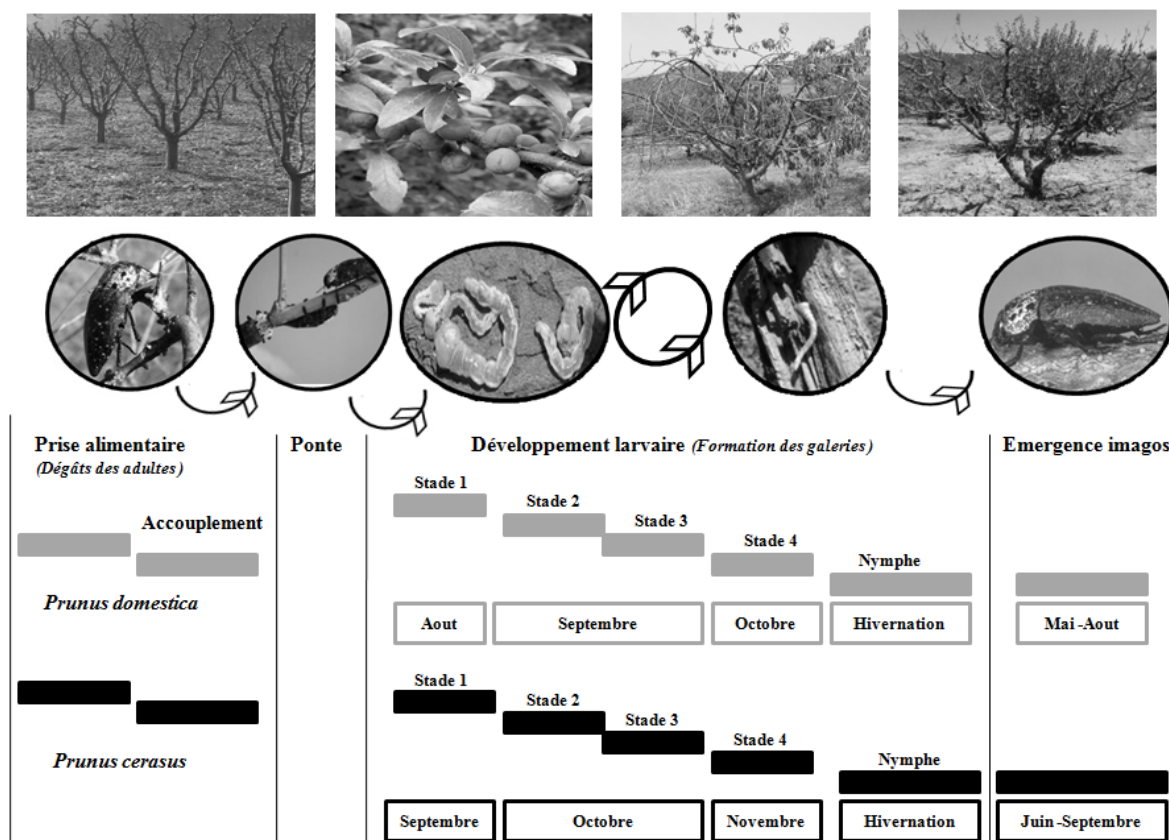 Prise alimentaire
(Dégâts des adultes)
Ponte
Développement larvaire (Formation des galeries)
Emergence imagos
Stade 1
Stade 2
Stade 3
Stade 4
Nymphe
Accouplement
Prunus domestica
Aout
Septembre
Octobre
Hivernation
Mai-Aout
Stade 1
Stade 2
Stade 3
Stade 4
Nymphe
Prunus cerasus
Septembre
Octobre
Novembre
Hivernation
Juin-Septembre